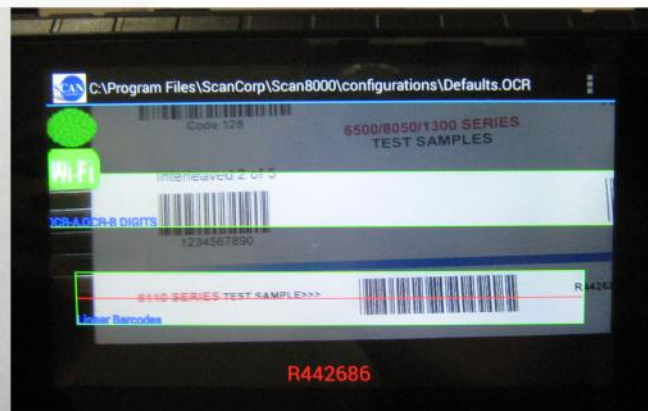 SCAN C:\Program Files\ScanCorp\Scan8000\configurations\Defaults.OCR
Code 128
6500/8050/1300 SERIES
TEST SAMPLES
Wi-Fi
Interleaved 2 of 5
OCR-A,OCR-B DIGITS
1234567890
6110 SERIES TEST SAMPLE>>>
R44268
Linear Barcodes
R442686